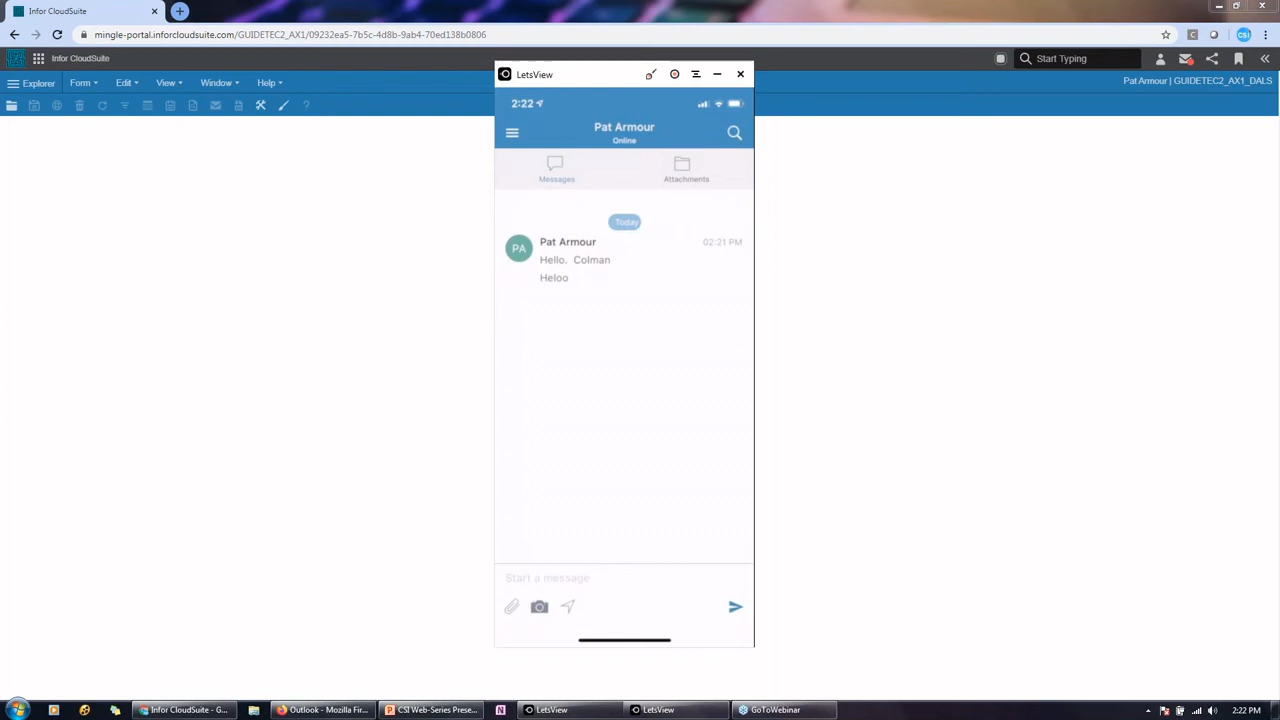 Infor CloudSuite
mingle-portal.inforcloudsuite.com/GUIDETEC2_AX1/09232ea5-7b5c-4d8b-9ab4-70ed138b0806
CSI
Infor CloudSuite
Start Typing
Explorer Form Edit View Window Help
Pat Armour | GUIDETEC2_AX1_DALS
LetsView
2:22
Pat Armour
Online
Messages
Attachments
Today
PA
Pat Armour
02:21 PM
Hello. Colman
Heloo
Start a message
Infor CloudSuite - G...
Outlook - Mozilla Fir...
CSI Web-Series Prese...
LetsView
LetsView
GoToWebinar
2:22 PM